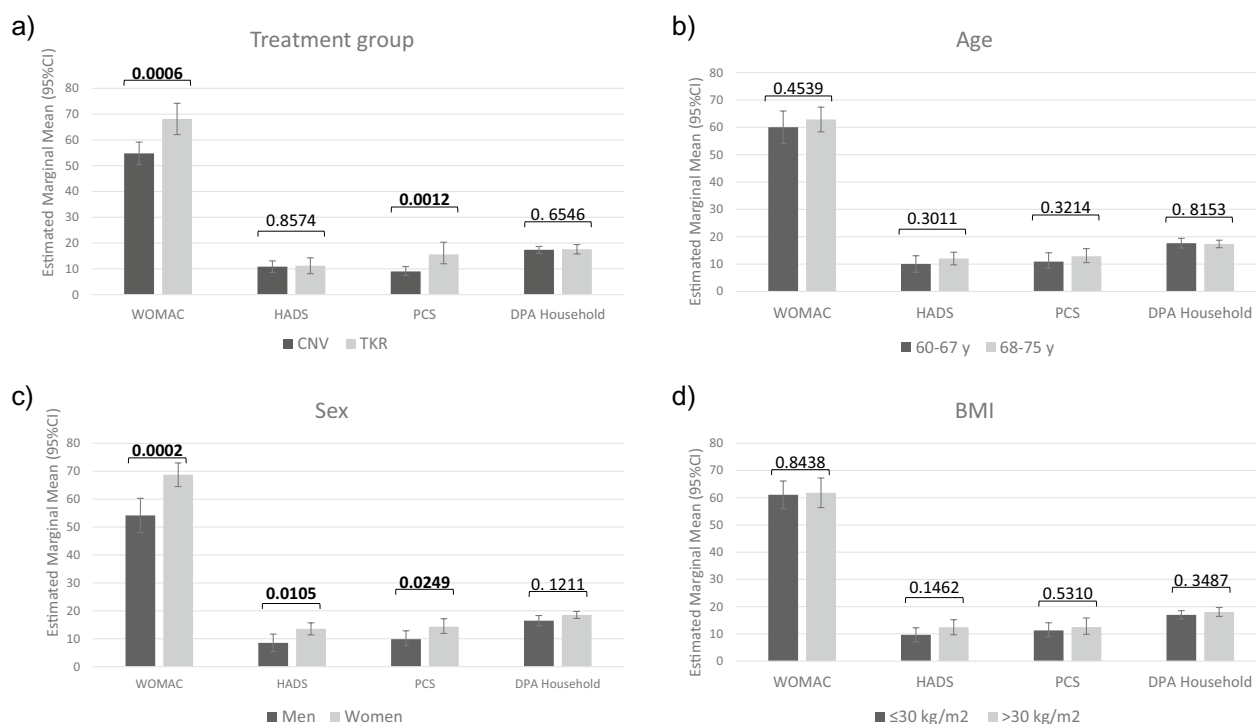 a)
Treatment group
Estimated Marginal Mean (95%CI)
80
70
60
50
40
30
20
10
0
0.0006
0.8574
0.0012
0. 6546
WOMAC HADS PCS DPA Household
CNV TKR
b)
Age
Estimated Marginal Mean (95%CI)
80
70
60
50
40
30
20
10
0
0.4539
0.3011
0.3214
0. 8153
WOMAC HADS PCS DPA Household
60-67 y 68-75 y
c)
Sex
Estimated Marginal Mean (95%CI)
80
70
60
50
40
30
20
10
0
0.0002
0.0105
0.0249
0. 1211
WOMAC HADS PCS DPA Household
Men Women
d)
BMI
Estimated Marginal Mean (95%CI)
80
70
60
50
40
30
20
10
0
0.8438
0.1462
0.5310
0. 3487
WOMAC HADS PCS DPA Household
≤30 kg/m2 >30 kg/m2